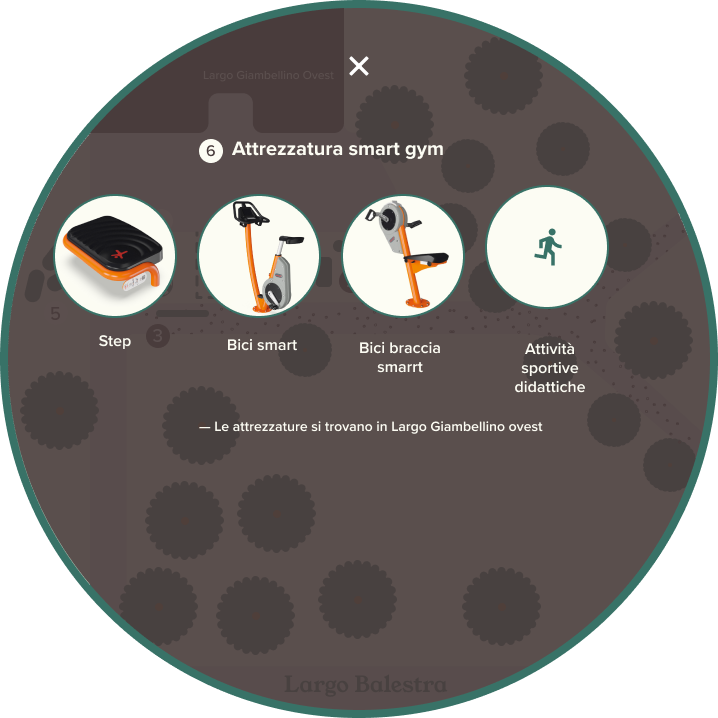 Largo Giambellino Ovest
6 Attrezzatura smart gym
5
3
Step
Bici smart
Bici braccia
smarrt
Attività
sportive
didattiche
— Le attrezzature si trovano in Largo Giambellino ovest
Largo Balestra